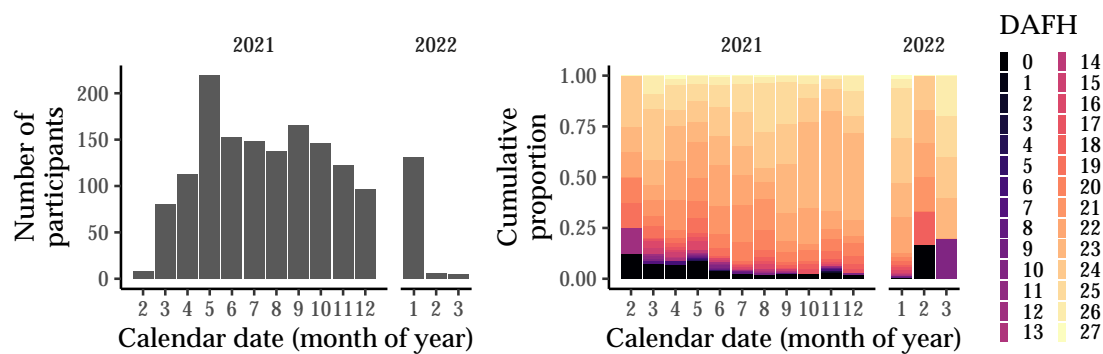 2021 2022
Number of
participants
200
150
100
50
0
2 3 4 5 6 7 8 9 10 11 12 1 2 3
Calendar date (month of year)
2021 2022
Cumulative
proportion
1.00
0.75
0.50
0.25
0.00
2 3 4 5 6 7 8 9 10 11 12 1 2 3
Calendar date (month of year)
DAFH
0 14
1 15
2 16
3 17
4 18
5 19
6 20
7 21
8 22
9 23
10 24
11 25
12 26
13 27